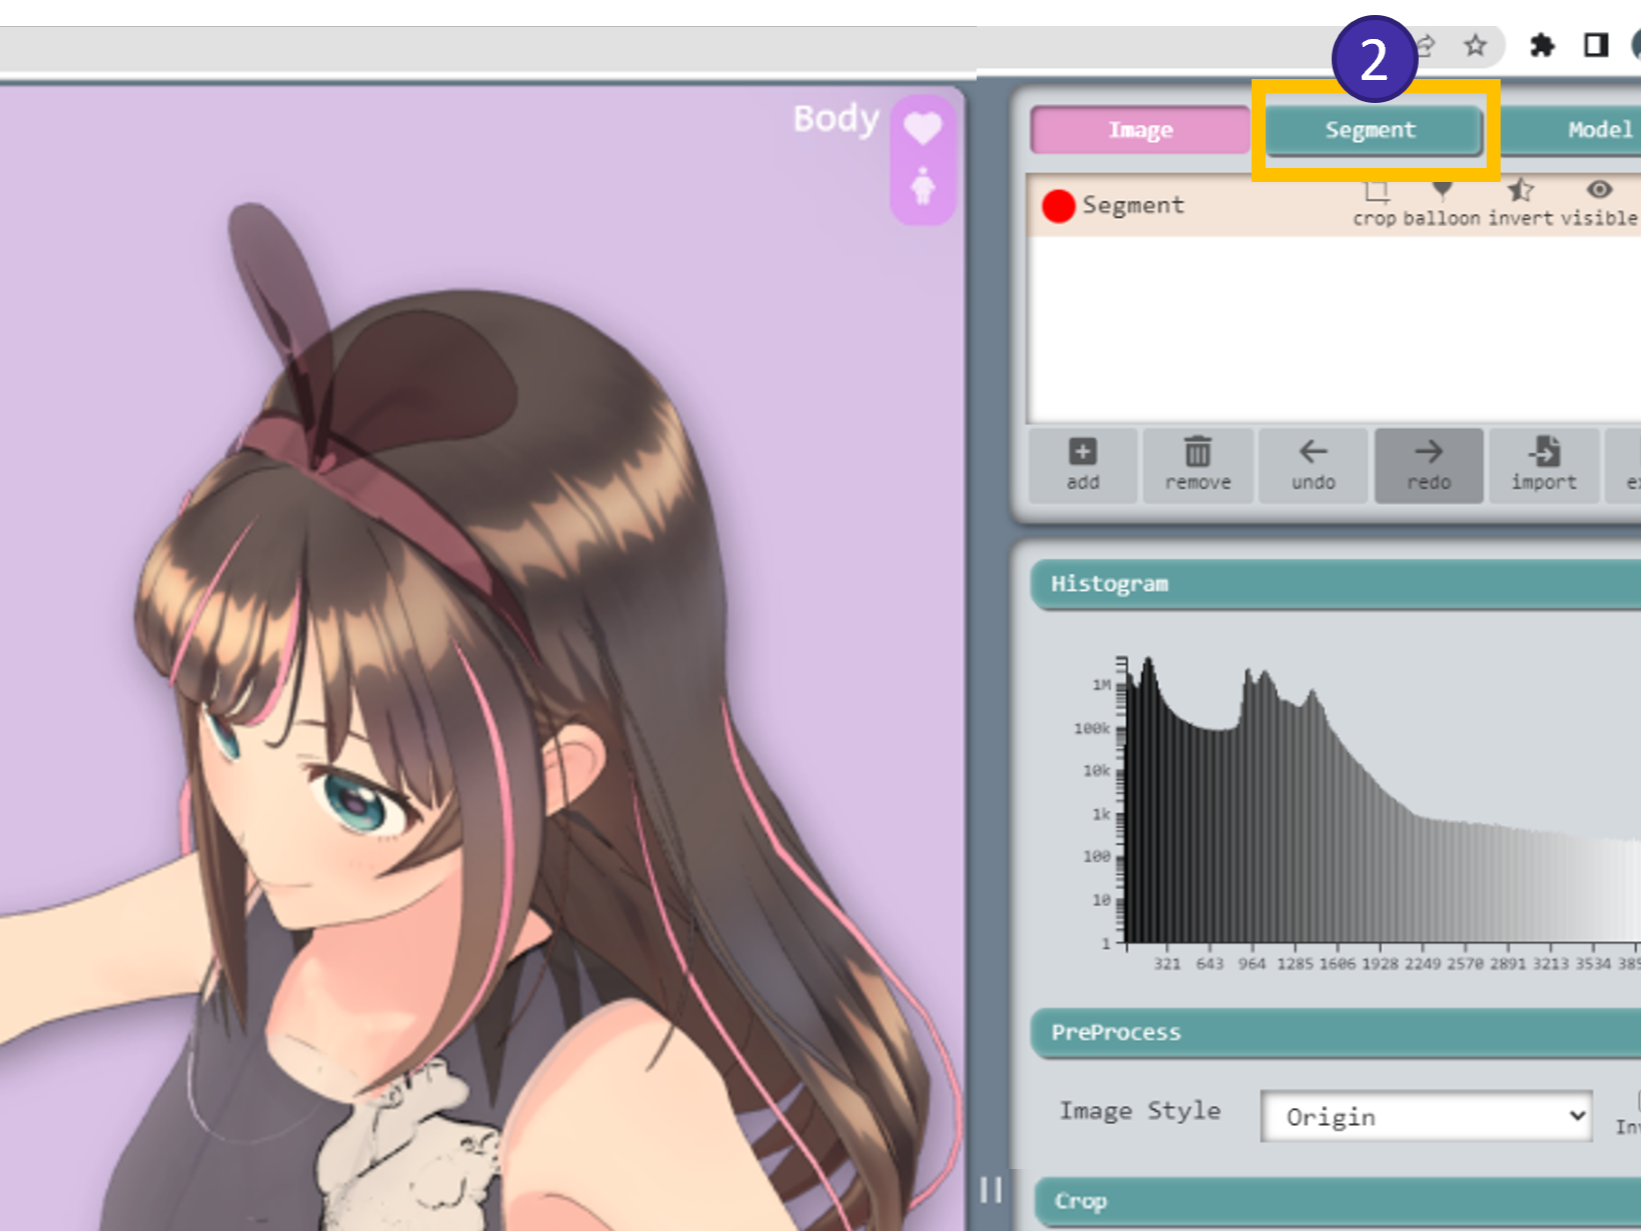 2
Body
Image Segment Model
Segment crop balloon invert visible
add remove undo redo import
Histogram
1M
100k
10k
1k
100
10
1
321 643 964 1285 1606 1928 2249 2570 2891 3213 3534
PreProcess
Image Style Origin
Crop